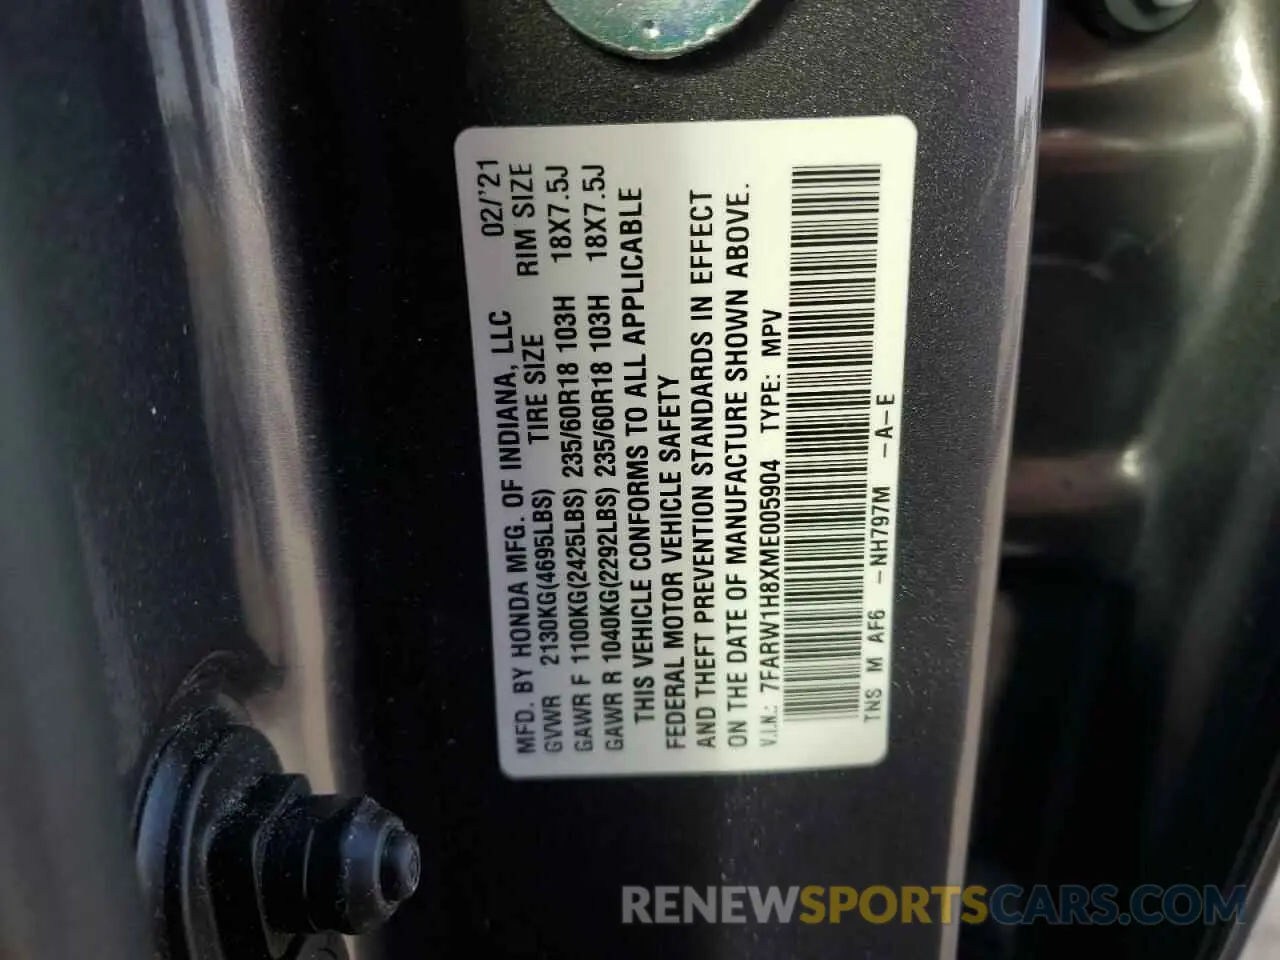 MFD. BY HONDA MFG. OF INDIANA, LLC 02/'21
GVWR 2130KG(4695LBS) TIRE SIZE RIM SIZE
GAWR F 1100KG(2425LBS) 235/60R18 103H 18X7.5J
GAWR R 1040KG(2292LBS) 235/60R18 103H 18X7.5J
THIS VEHICLE CONFORMS TO ALL APPLICABLE
FEDERAL MOTOR VEHICLE SAFETY
AND THEFT PREVENTION STANDARDS IN EFFECT
ON THE DATE OF MANUFACTURE SHOWN ABOVE.
V.I.N.: 7FARW1H8XME005904 TYPE: MPV
TNS M AF6 -NH797M -A-E
RENEWSPORTSCARS.COM